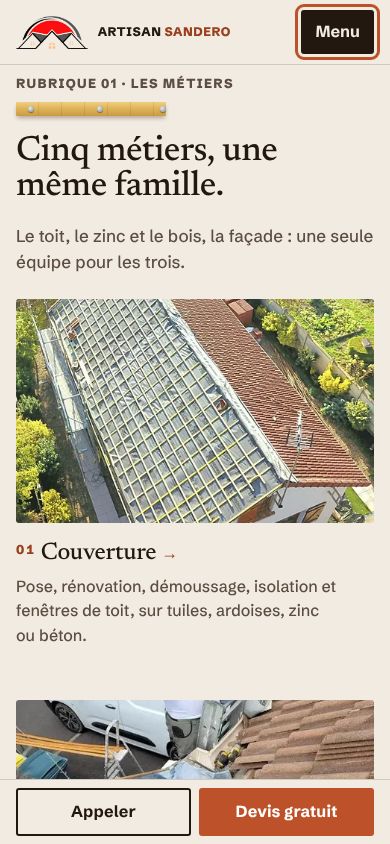 ARTISAN SANDERO
Menu
RUBRIQUE 01 · LES MÉTIERS
Cinq métiers, une
même famille.
Le toit, le zinc et le bois, la façade : une seule
équipe pour les trois.
01 Couverture →
Pose, rénovation, démoussage, isolation et
fenêtres de toit, sur tuiles, ardoises, zinc
ou béton.
Appeler
Devis gratuit